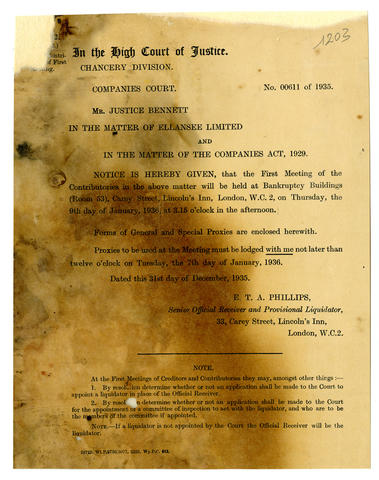 1203
2.
)
ntri-
of First
ng.
In the High Court of Justice.
CHANCERY DIVISION.
COMPANIES COURT. No. 00611 of 1935.
MR. JUSTICE BENNETT
IN THE MATTER OF ELLANSEE LIMITED
AND
IN THE MATTER OF THE COMPANIES ACT, 1929.
NOTICE IS HEREBY GIVEN, that the First Meeting of the
Contributories in the above matter will be held at Bankruptcy Buildings
(Room 53), Carey Street, Lincoln's Inn, London, W.C. 2, on Thursday, the
9th day of January, 1936, at 3.15 o'clock in the afternoon.
Forms of General and Special Proxies are enclosed herewith.
Proxies to be used at the Meeting must be lodged with me not later than
twelve o'clock on Tuesday, the 7th day of January, 1936.
Dated this 31st day of December, 1935.
E. T. A. PHILLIPS,
Senior Official Receiver and Provisional Liquidator,
33, Carey Street, Lincoln's Inn,
London, W.C.2.
NOTE.
At the First Meetings of Creditors and Contributories they may, amongst other things :—
1. By resolution determine whether or not an application shall be made to the Court to
appoint a liquidator in place of the Official Receiver.
2. By resolution determine whether or not an application shall be made to the Court
for the appointment of a committee of inspection to act with the liquidator, and who are to be
the members of the committee if appointed.
NOTE.—If a liquidator is not appointed by the Court the Official Receiver will be the
liquidator.